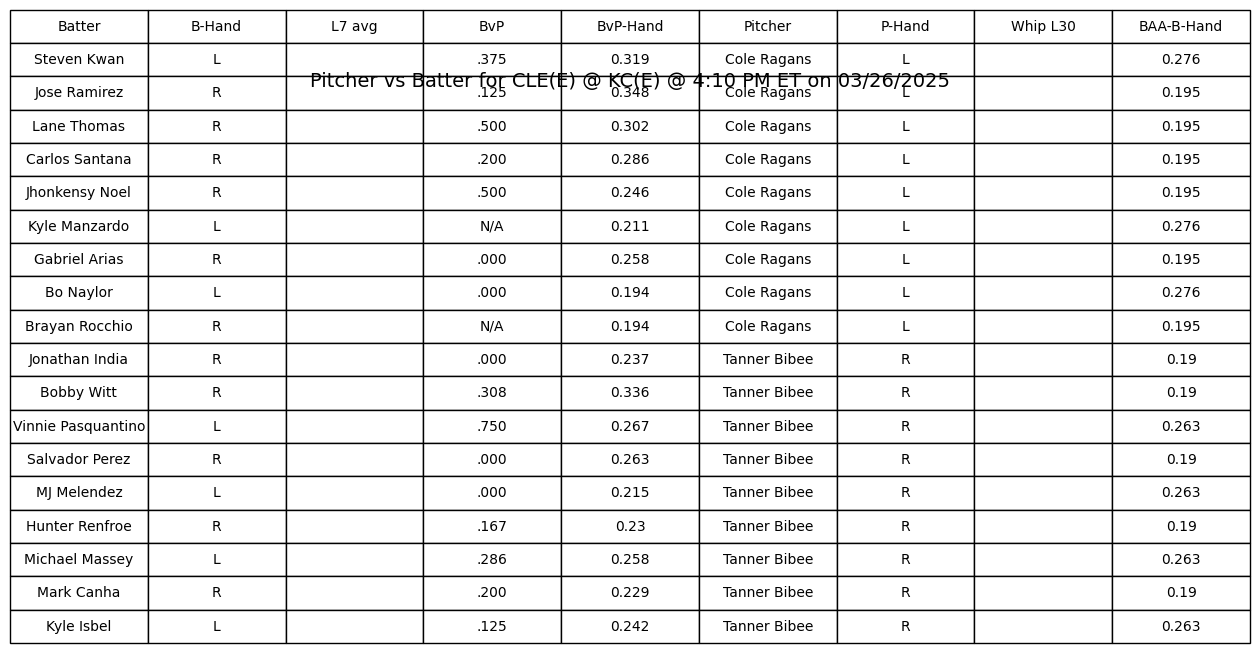 Batter B-Hand L7 avg BvP BvP-Hand Pitcher P-Hand Whip L30 BAA-B-Hand
Steven Kwan L .375 0.319 Cole Ragans L 0.276
Pitcher vs Batter for CLE(E) @ KC(E) @ 4:10 PM ET on 03/26/2025
Jose Ramirez R .125 0.348 Cole Ragans L 0.195
Lane Thomas R .500 0.302 Cole Ragans L 0.195
Carlos Santana R .200 0.286 Cole Ragans L 0.195
Jhonkensy Noel R .500 0.246 Cole Ragans L 0.195
Kyle Manzardo L N/A 0.211 Cole Ragans L 0.276
Gabriel Arias R .000 0.258 Cole Ragans L 0.195
Bo Naylor L .000 0.194 Cole Ragans L 0.276
Brayan Rocchio R N/A 0.194 Cole Ragans L 0.195
Jonathan India R .000 0.237 Tanner Bibee R 0.19
Bobby Witt R .308 0.336 Tanner Bibee R 0.19
Vinnie Pasquantino L .750 0.267 Tanner Bibee R 0.263
Salvador Perez R .000 0.263 Tanner Bibee R 0.19
MJ Melendez L .000 0.215 Tanner Bibee R 0.263
Hunter Renfroe R .167 0.23 Tanner Bibee R 0.19
Michael Massey L .286 0.258 Tanner Bibee R 0.263
Mark Canha R .200 0.229 Tanner Bibee R 0.19
Kyle Isbel L .125 0.242 Tanner Bibee R 0.263